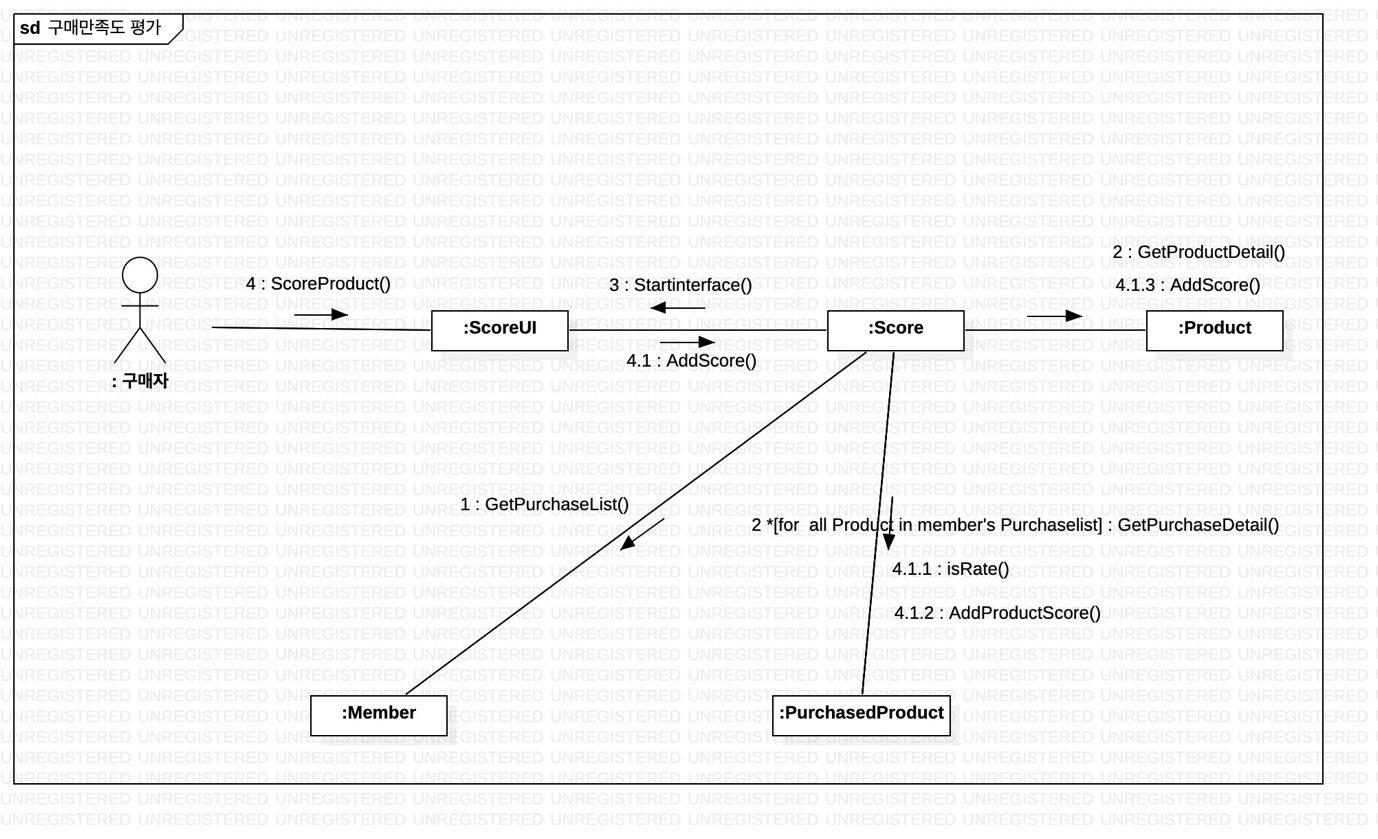 sd 구매만족도 평가
2 : GetProductDetail()
4 : ScoreProduct()
3 : Startinterface()
4.1.3 : AddScore()
:ScoreUI
:Score
:Product
4.1 : AddScore()
: 구매자
1 : GetPurchaseList()
2 *[for all Product in member's Purchaselist] : GetPurchaseDetail()
4.1.1 : isRate()
4.1.2 : AddProductScore()
:Member
:PurchasedProduct
UNREGISTERED